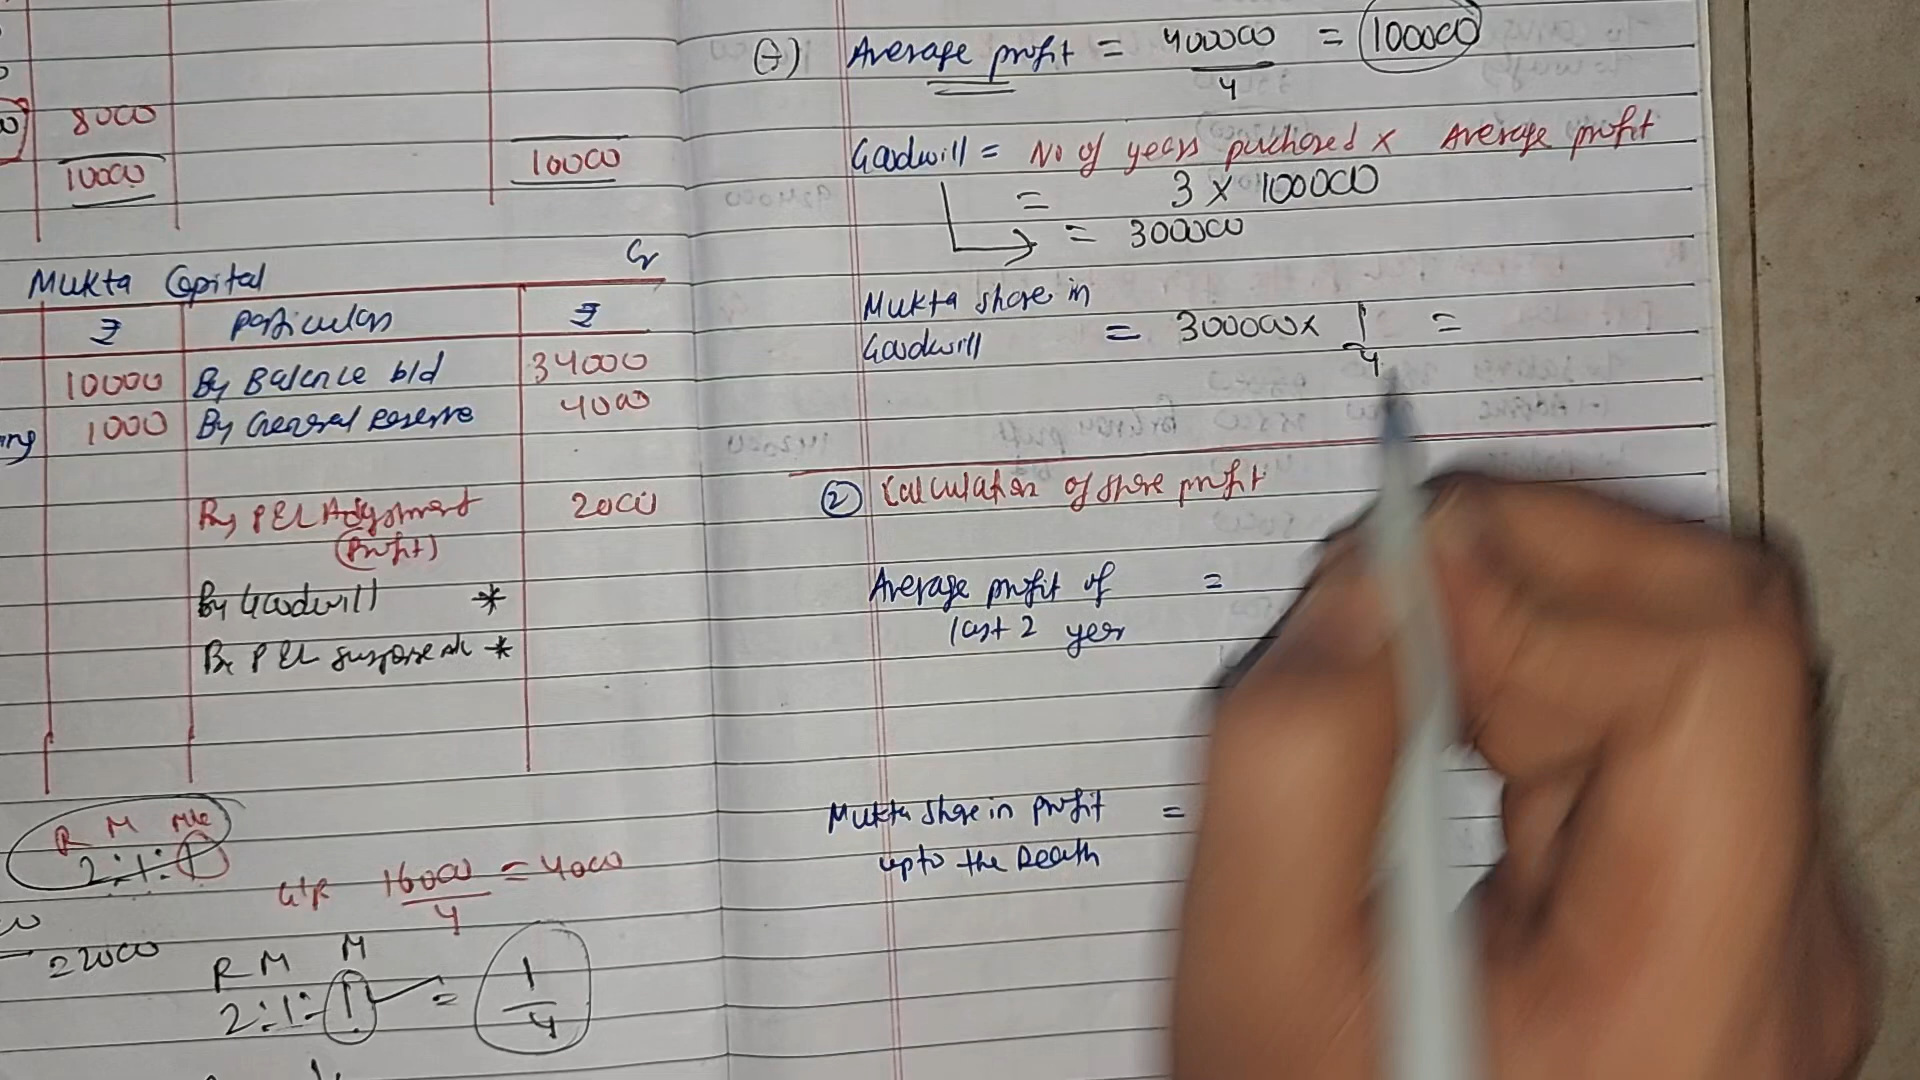 8000
10000
10000
Mukta Capital
Cr
₹ particulars ₹
10000 By Balance b/d 34000
1000 By General Reserve 4000
By P&L Adjustment 2000
(Profit)
By Goodwill *
By P&L suspense a/c *
R M
2:1:1
G/R 16000/4 = 4000
= 2000
R M M
2:1:1 = 1/4
Average profit = 400000/4 = 100000
Goodwill = No of years purchased x Average profit
= 3 x 100000
= 300000
Mukta share in
Goodwill = 300000 x 1/4 =
② Calculation of share profit
Average profit of =
last 2 year
Mukta share in profit =
upto the Death